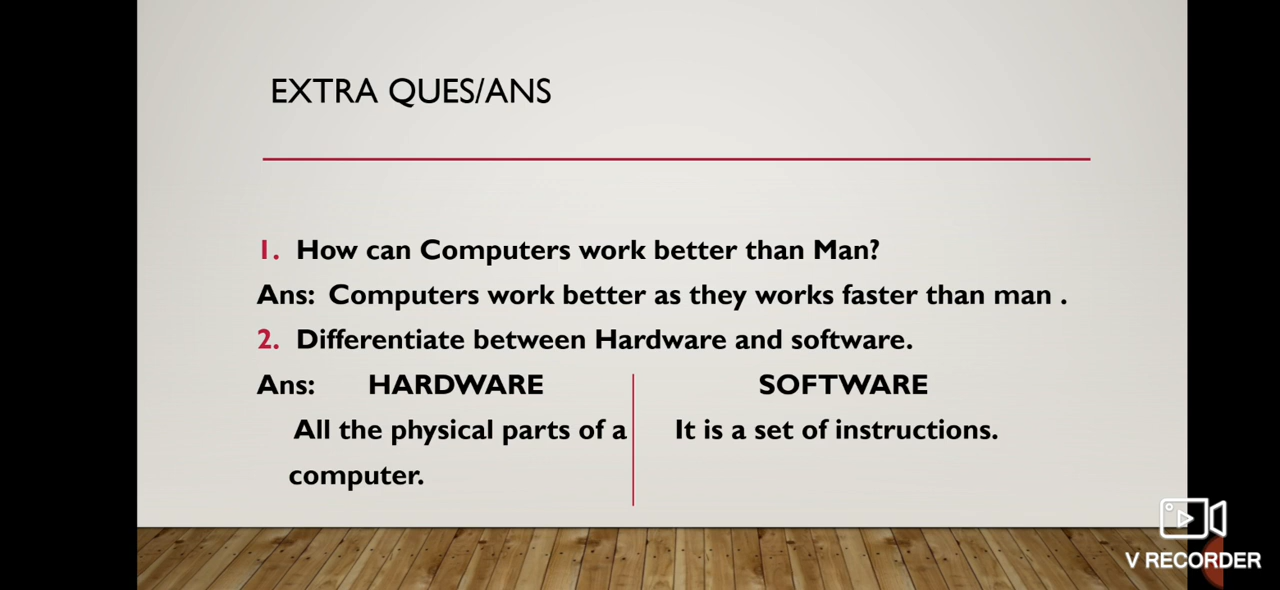 EXTRA QUES/ANS
1. How can Computers work better than Man?
Ans: Computers work better as they works faster than man .
2. Differentiate between Hardware and software.
Ans: HARDWARE SOFTWARE
All the physical parts of a It is a set of instructions.
computer.
V RECORDER